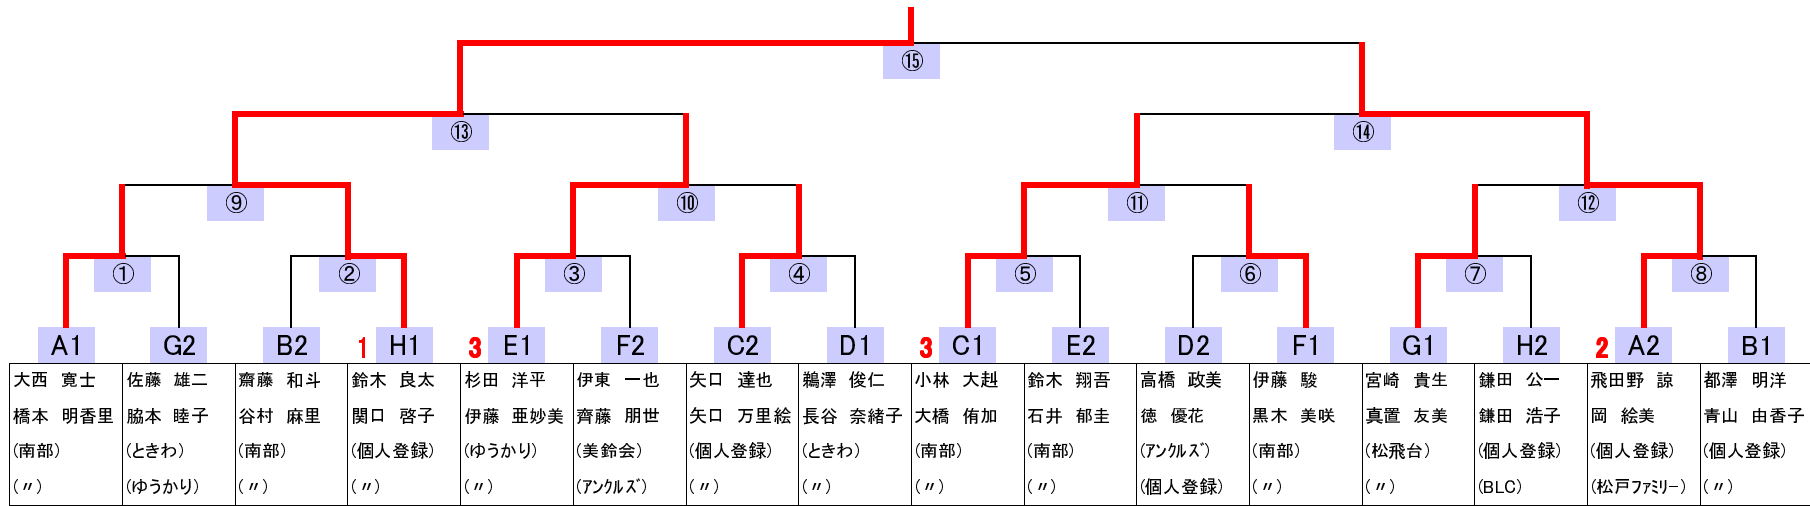 ⑮
⑬ ⑭
⑨ ⑩ ⑪ ⑫
① ② ③ ④ ⑤ ⑥ ⑦ ⑧
A1 G2 B2 1 H1 3 E1 F2 C2 D1 3 C1 E2 D2 F1 G1 H2 2 A2 B1
大西 寛士 佐藤 雄二 齋藤 和斗 鈴木 良太 杉田 洋平 伊東 一也 矢口 達也 鵜澤 俊仁 小林 大赳 鈴木 翔吾 高橋 政美 伊藤 駿 宮崎 貴生 鎌田 公一 飛田野 諒 都澤 明洋
橋本 明香里 脇本 睦子 谷村 麻里 関口 啓子 伊藤 亜妙美 齊藤 朋世 矢口 万里絵 長谷 奈緒子 大橋 侑加 石井 郁圭 徳 優花 黒木 美咲 真置 友美 鎌田 浩子 岡 絵美 青山 由香子
(南部) (ときわ) (南部) (個人登録) (ゆうかり) (美鈴会) (個人登録) (ときわ) (南部) (南部) (ｱﾝｸﾙｽﾞ) (南部) (松飛台) (個人登録) (個人登録) (個人登録)
(〃) (ゆうかり) (〃) (〃) (〃) (ｱﾝｸﾙｽﾞ) (〃) (〃) (〃) (〃) (個人登録) (〃) (〃) (BLC) (松戸ﾌｧﾐﾘｰ) (〃)